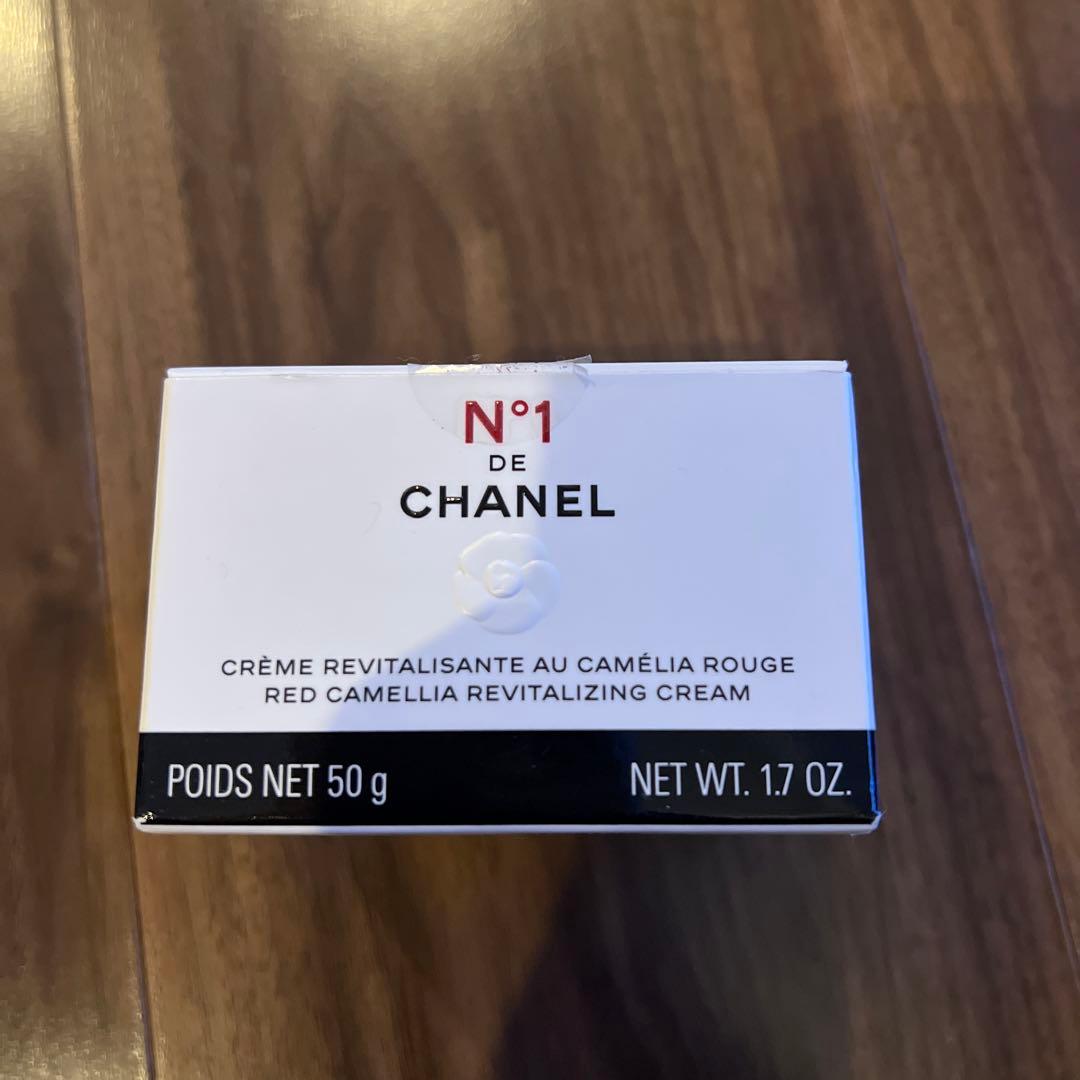 N°1
DE
CHANEL
CRÈME REVITALISANTE AU CAMÉLIA ROUGE
RED CAMELLIA REVITALIZING CREAM
POIDS NET 50 g NET WT. 1.7 OZ.